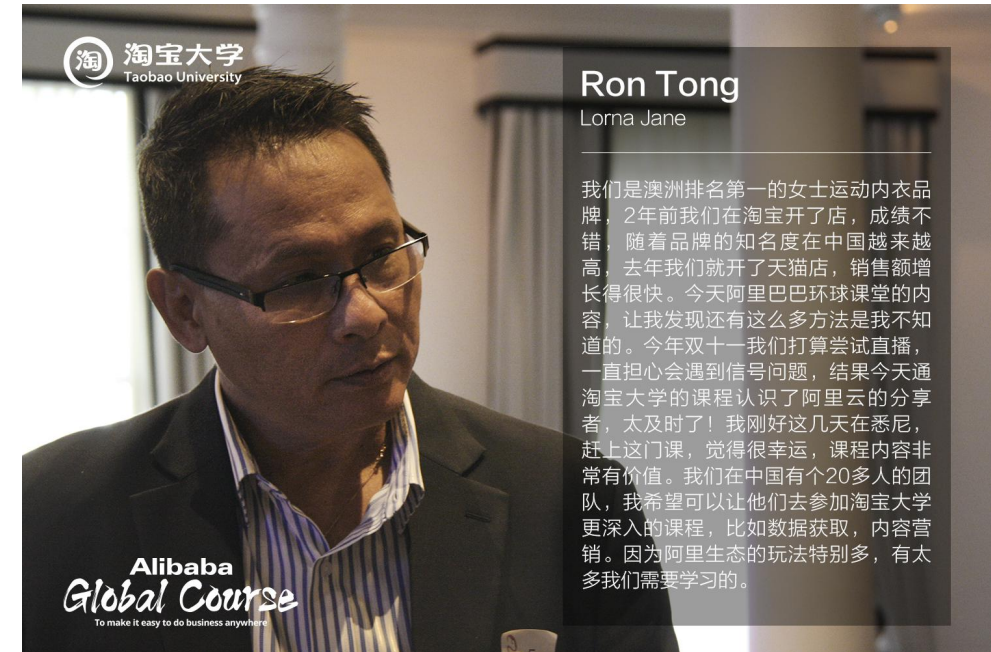 淘 淘宝大学
Taobao University
Ron Tong
Lorna Jane
我们是澳洲排名第一的女士运动内衣品
牌，2年前我们在淘宝开了店，成绩不
错，随着品牌的知名度在中国越来越
高，去年我们就开了天猫店，销售额增
长得很快。今天阿里巴巴环球课堂的内
容，让我发现还有这么多方法是我不知
道的。今年双十一我们打算尝试直播，
一直担心会遇到信号问题，结果今天通
淘宝大学的课程认识了阿里云的分享
者，太及时了！我刚好这几天在悉尼，
赶上这门课，觉得很幸运，课程内容非
常有价值。我们在中国有个20多人的团
队，我希望可以让他们去参加淘宝大学
更深入的课程，比如数据获取，内容营
销。因为阿里生态的玩法特别多，有太
多我们需要学习的。
Alibaba
Global Course
To make it easy to do business anywhere